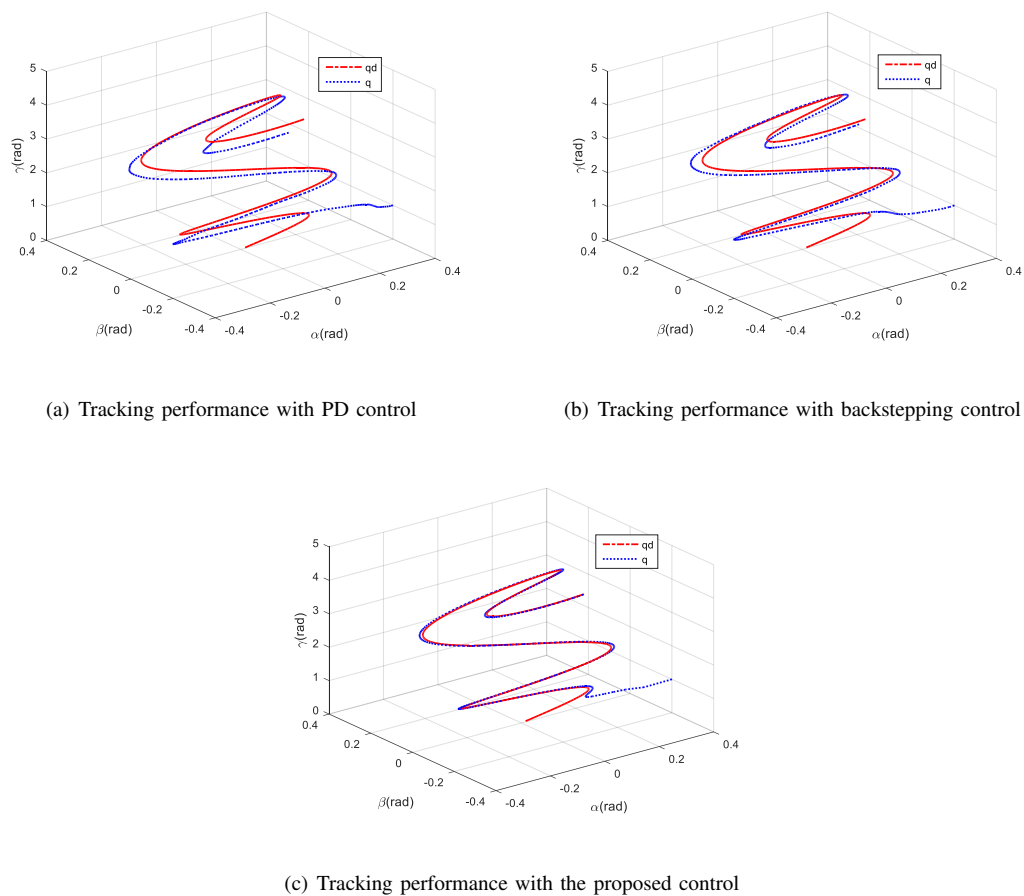 qd
q
5
4
3
2
1
0
γ(rad)
0.4
0.2
0
-0.2
-0.4
β(rad)
-0.4
-0.2
0
0.2
0.4
α(rad)
(a) Tracking performance with PD control
qd
q
5
4
3
2
1
0
γ(rad)
0.4
0.2
0
-0.2
-0.4
β(rad)
-0.4
-0.2
0
0.2
0.4
α(rad)
(b) Tracking performance with backstepping control
qd
q
5
4
3
2
1
0
γ(rad)
0.4
0.2
0
-0.2
-0.4
β(rad)
-0.4
-0.2
0
0.2
0.4
α(rad)
(c) Tracking performance with the proposed control